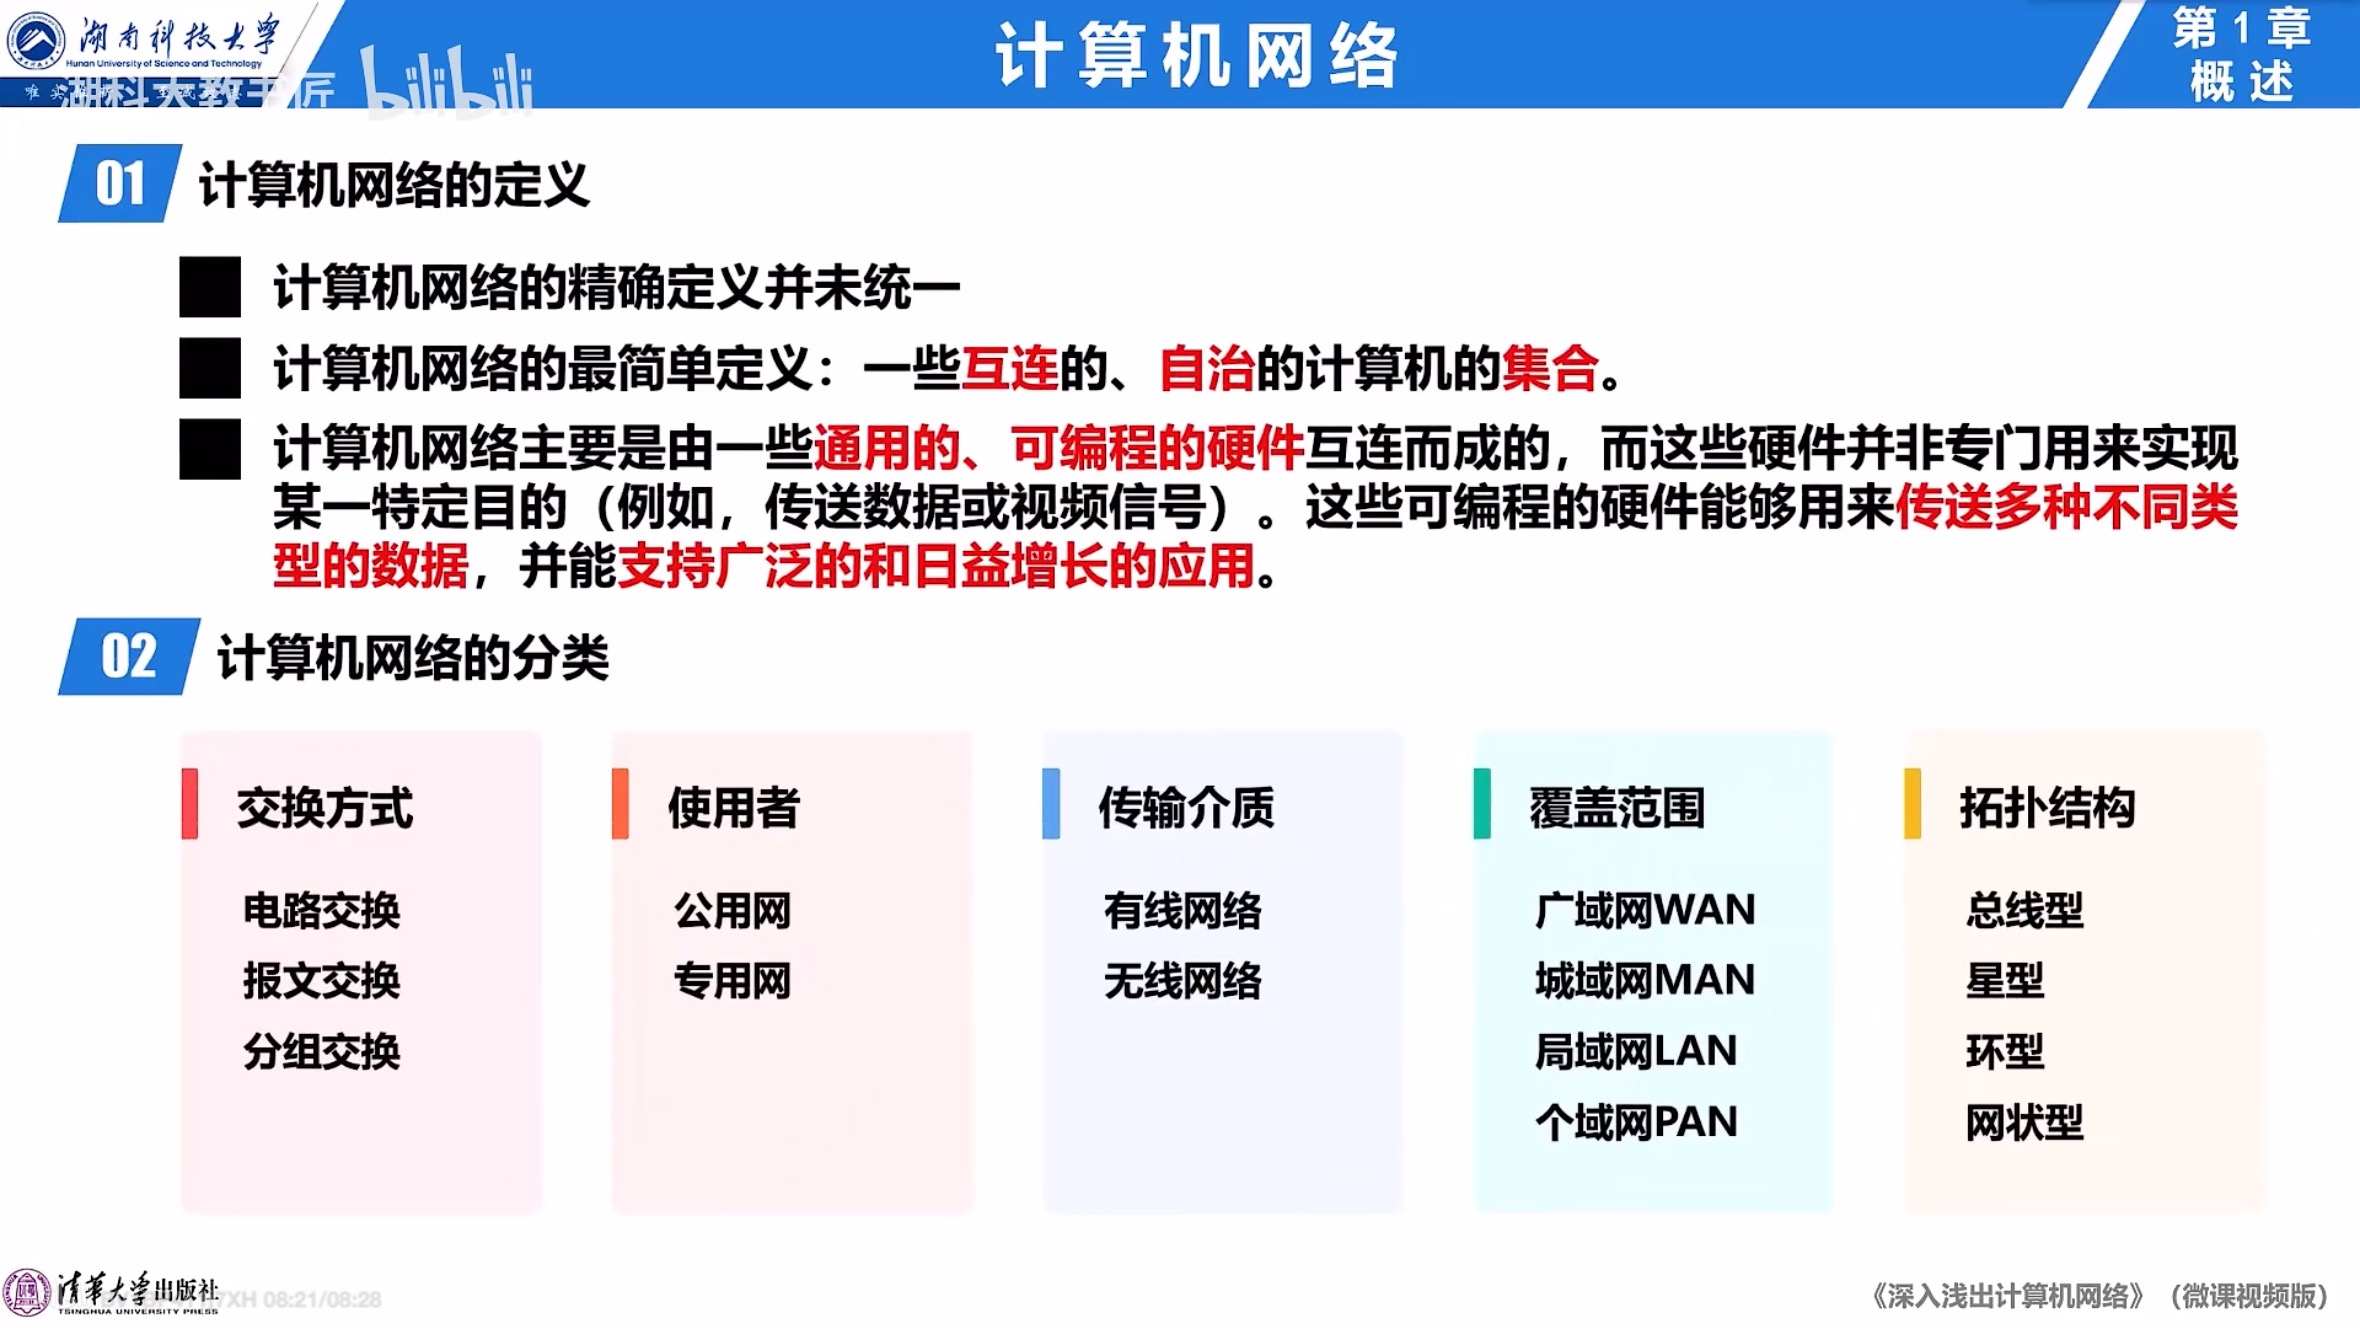 湖南科技大学
Hunan University of Science and Technology
湖科大教书匠 bilibili
计算机网络
第1章
概述
01 计算机网络的定义
计算机网络的精确定义并未统一
计算机网络的最简单定义：一些互连的、自治的计算机的集合。
计算机网络主要是由一些通用的、可编程的硬件互连而成的，而这些硬件并非专门用来实现
某一特定目的（例如，传送数据或视频信号）。这些可编程的硬件能够用来传送多种不同类
型的数据，并能支持广泛的和日益增长的应用。
02 计算机网络的分类
交换方式
电路交换
报文交换
分组交换
使用者
公用网
专用网
传输介质
有线网络
无线网络
覆盖范围
广域网WAN
城域网MAN
局域网LAN
个域网PAN
拓扑结构
总线型
星型
环型
网状型
清华大学出版社
TSINGHUA UNIVERSITY PRESS
08:21/08:28
《深入浅出计算机网络》（微课视频版）